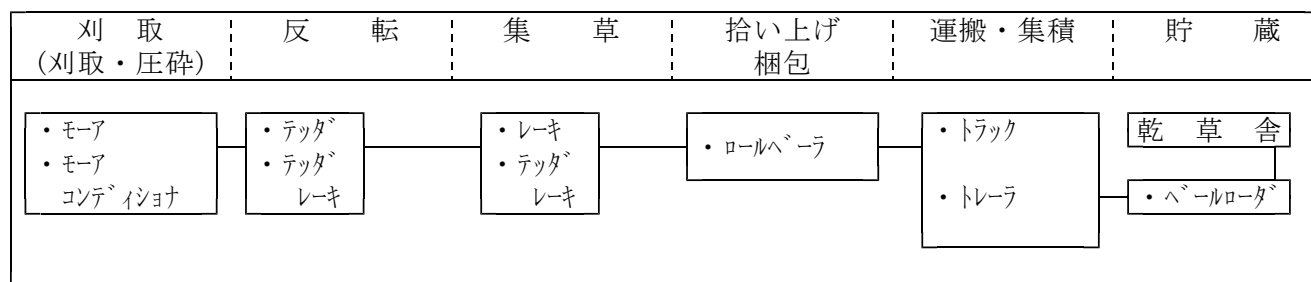 刈　取　反　転　集　草　拾い上げ　運搬・集積　貯　蔵
(刈取・圧砕)　梱包
・モーア　・テッダ　・レーキ　・トラック　乾　草　舎
・モーア　・テッダ　・ロールベーラ
コンディショナ　レーキ　・テッダ　レーキ　・トレーラ　・ベールローダ